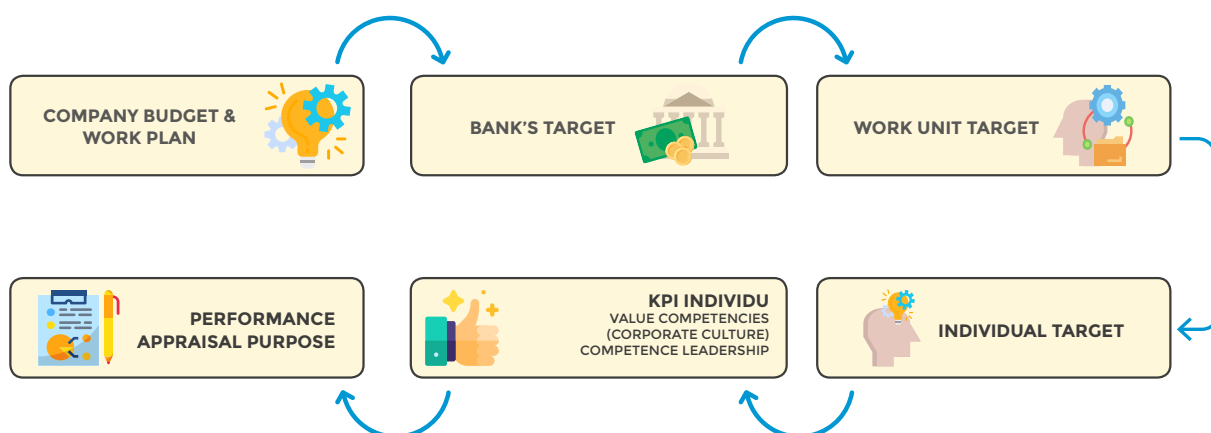 COMPANY BUDGET &
WORK PLAN
BANK'S TARGET
WORK UNIT TARGET
PERFORMANCE
APPRAISAL PURPOSE
KPI INDIVIDU
VALUE COMPETENCIES
(CORPORATE CULTURE)
COMPETENCE LEADERSHIP
INDIVIDUAL TARGET